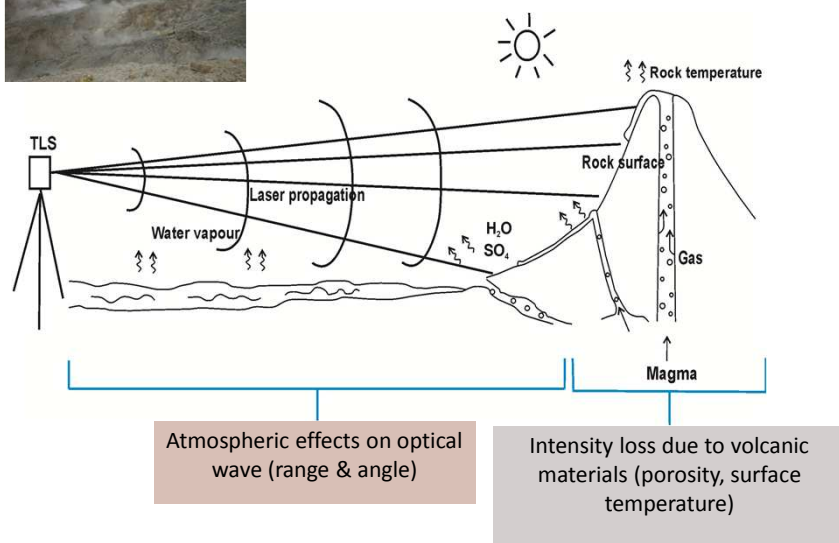 Rock temperature
TLS
Rock surface
Laser propagation
Water vapour
H₂O
SO₄
Gas
Magma
Atmospheric effects on optical
wave (range & angle)
Intensity loss due to volcanic
materials (porosity, surface
temperature)